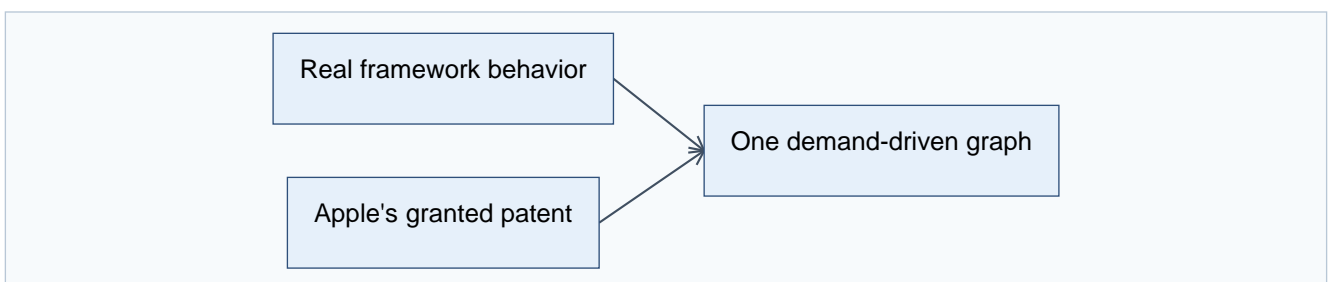 Real framework behavior
One demand-driven graph
Apple's granted patent